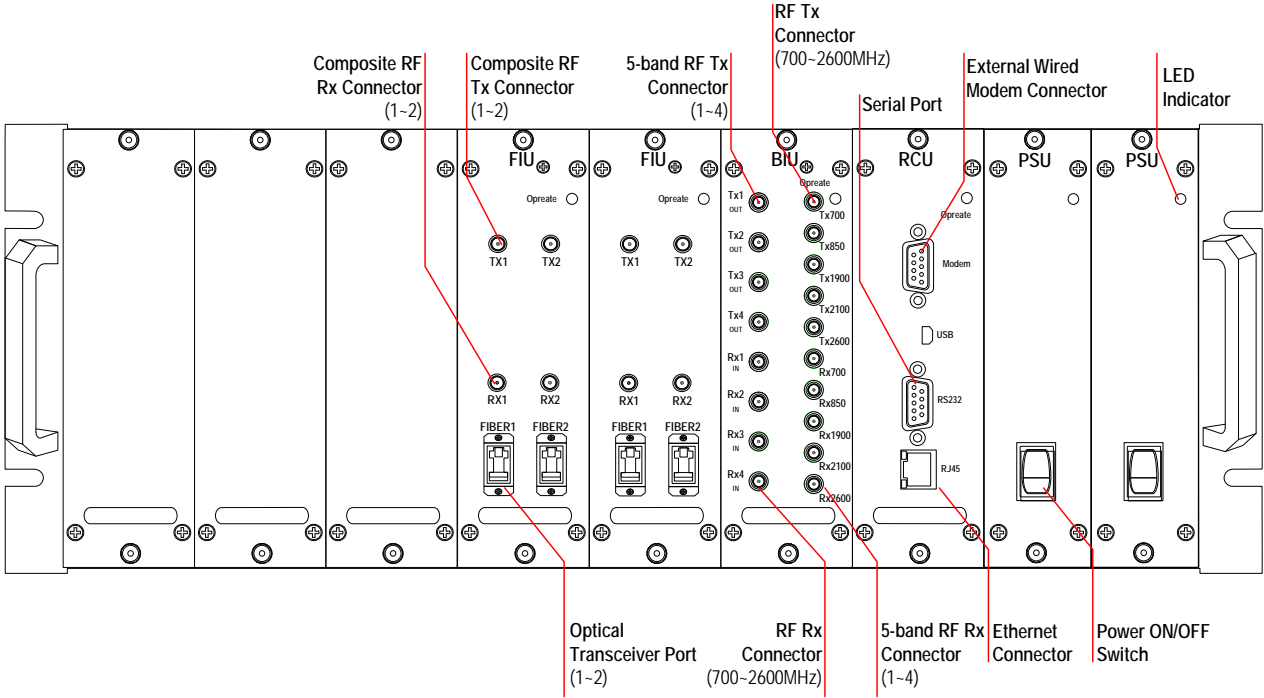 RF Tx
Connector
(700~2600MHz)
Composite RF
Rx Connector
(1~2)
Composite RF
Tx Connector
(1~2)
5-band RF Tx
Connector
(1~4)
Serial Port
External Wired
Modem Connector
LED
Indicator
FIU
Opreate
TX1
TX2
RX1
RX2
FIBER1
FIBER2
FIU
Opreate
TX1
TX2
RX1
RX2
FIBER1
FIBER2
BIU
Opreate
Tx1
OUT
Tx2
OUT
Tx3
OUT
Tx4
OUT
Rx1
IN
Rx2
IN
Rx3
IN
Rx4
IN
Tx700
Tx850
Tx1900
Tx2100
Tx2600
Rx700
Rx850
Rx1900
Rx2100
Rx2600
RCU
Opreate
Modem
USB
RS232
RJ45
PSU
PSU
Optical
Transceiver Port
(1~2)
RF Rx
Connector
(700~2600MHz)
5-band RF Rx
Connector
(1~4)
Ethernet
Connector
Power ON/OFF
Switch